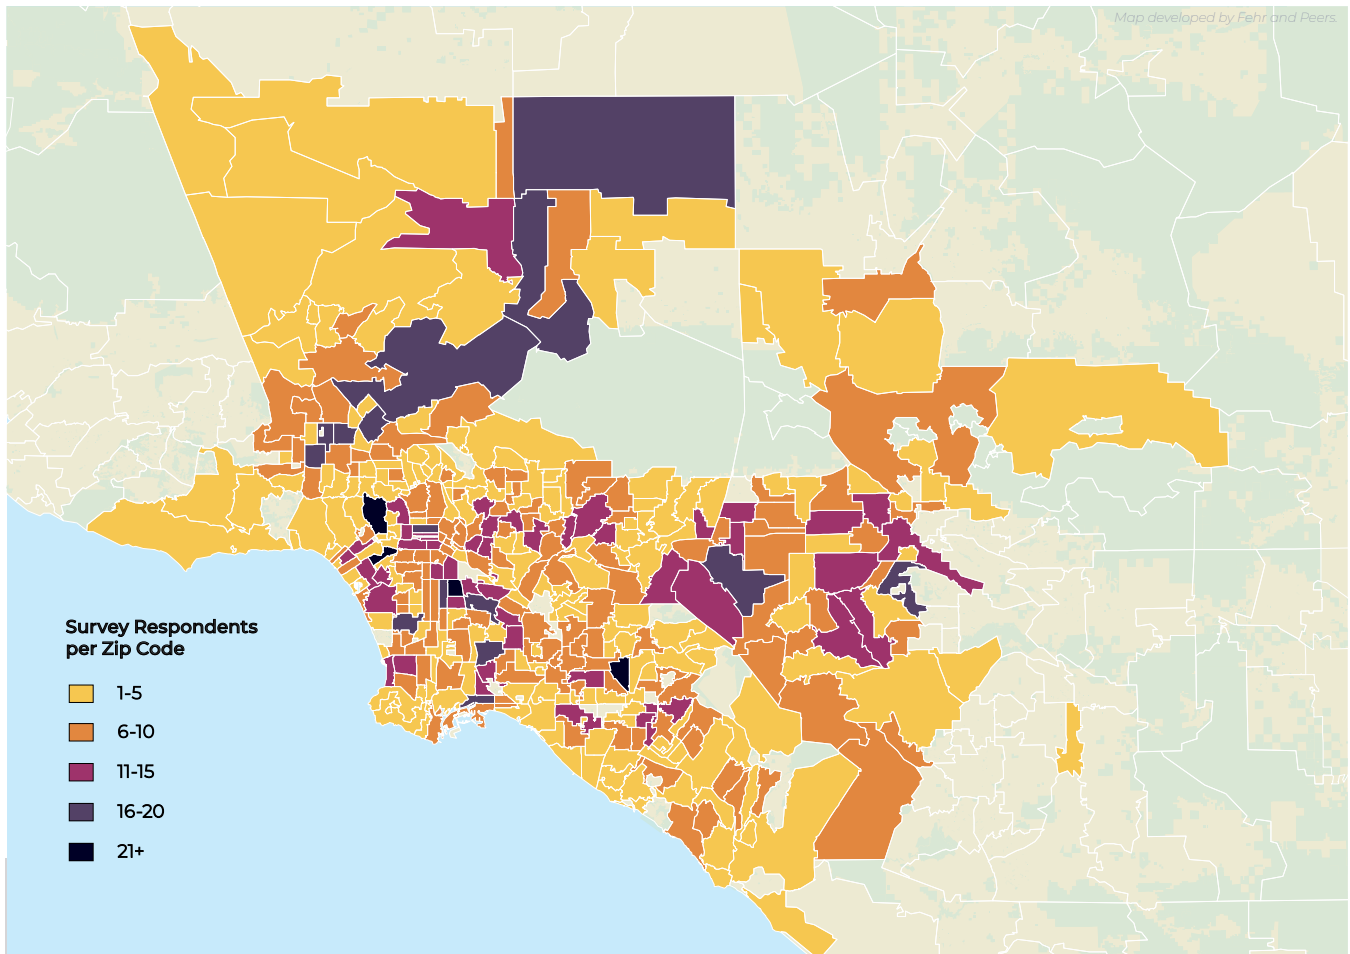 Map developed by Fehr and Peers.
Survey Respondents
per Zip Code
1-5
6-10
11-15
16-20
21+